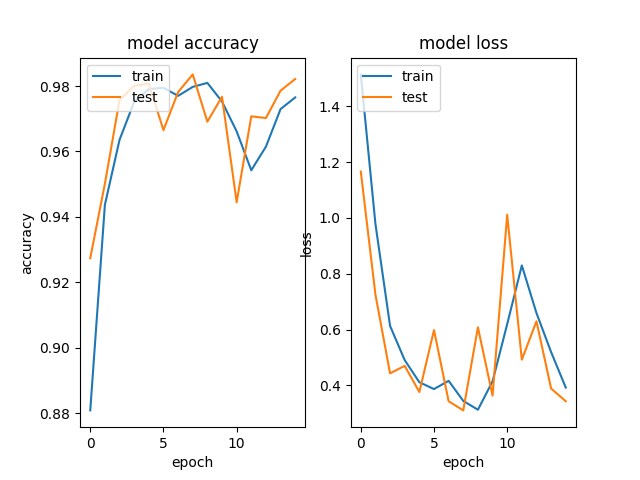 model accuracy
train
test
0.98
0.96
0.94
0.92
0.90
0.88
accuracy
0
5
10
epoch
model loss
train
test
1.4
1.2
1.0
0.8
0.6
0.4
loss
0
5
10
epoch